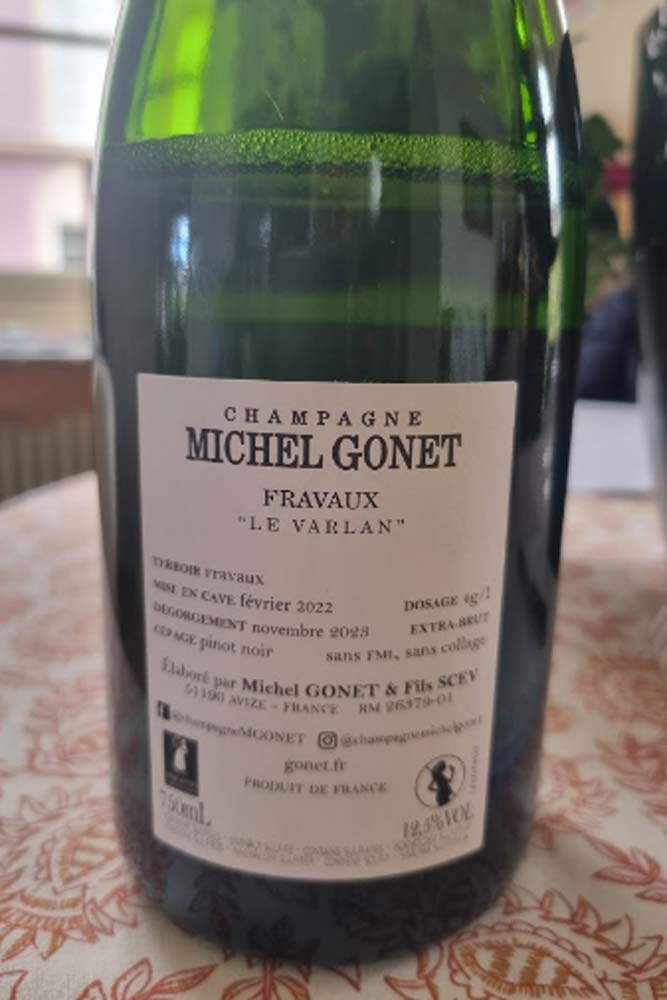 CHAMPAGNE
MICHEL GONET
FRAVAUX
"LE VARLAN"
TERROIR Fravaux
MISE EN CAVE février 2022
DOSAGE 4g/l
DÉGORGEMENT novembre 2023
EXTRA-BRUT
CÉPAGE pinot noir
sans FML, sans collage
Élaboré par Michel GONET & Fils SCEV
51190 AVIZE - FRANCE RM 26379-01
@champagneMGONET @champagnemichelgonet
gonet.fr
PRODUIT DE FRANCE
750mL
12,5%VOL